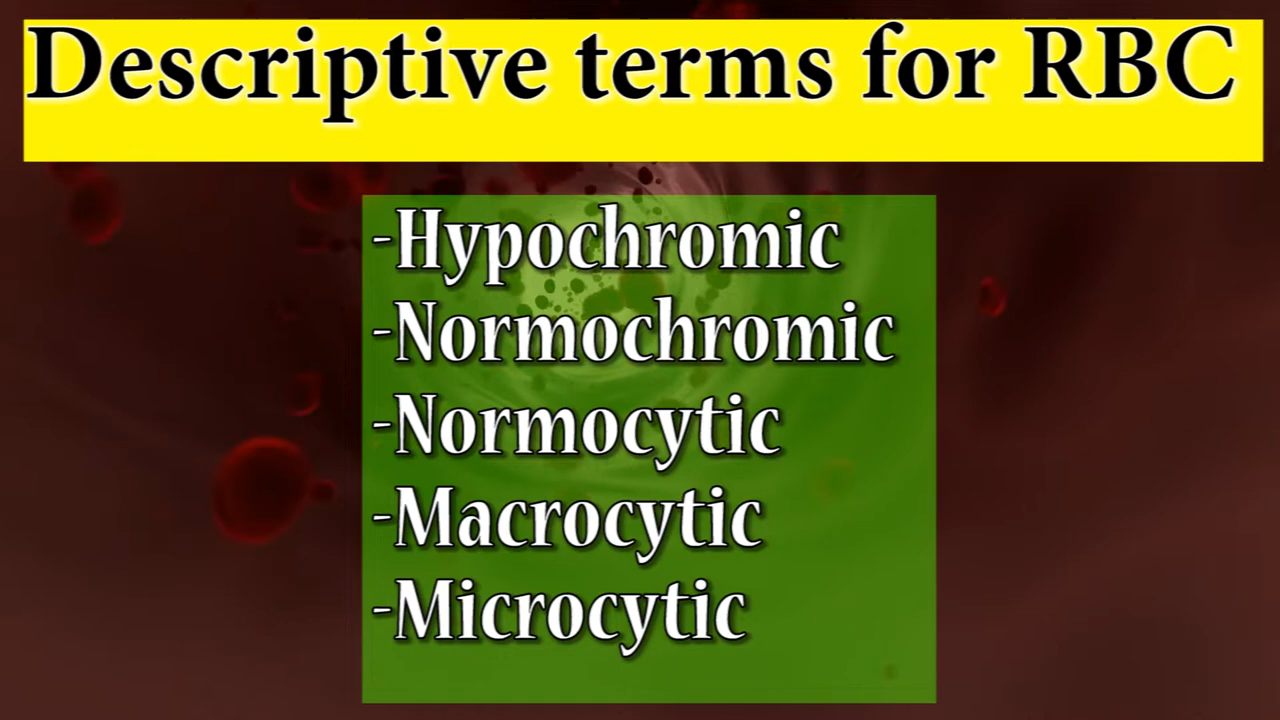 Descriptive terms for RBC
-Hypochromic
-Normochromic
-Normocytic
-Macrocytic
-Microcytic